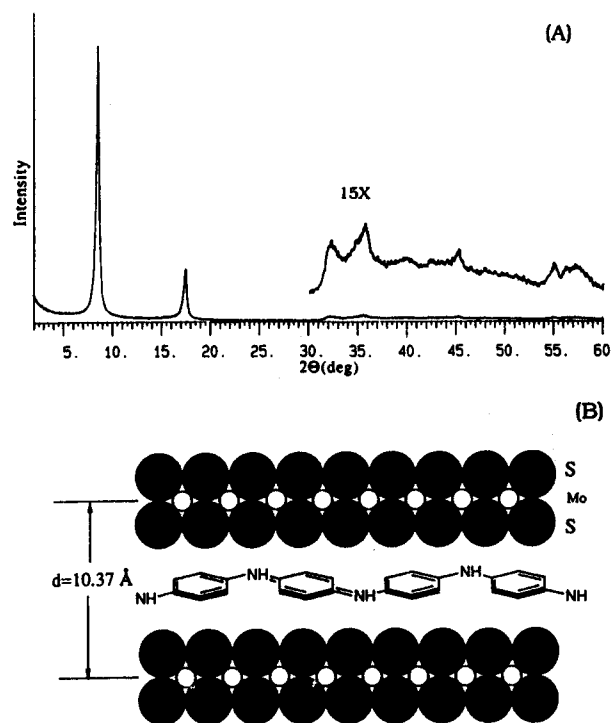 (A)
Intensity
15X
5. 10. 15. 20. 25. 30. 35. 40. 45. 50. 55. 60
2Θ(deg)
(B)
S
Mo
S
d=10.37 Å
NH NH NH NH NH